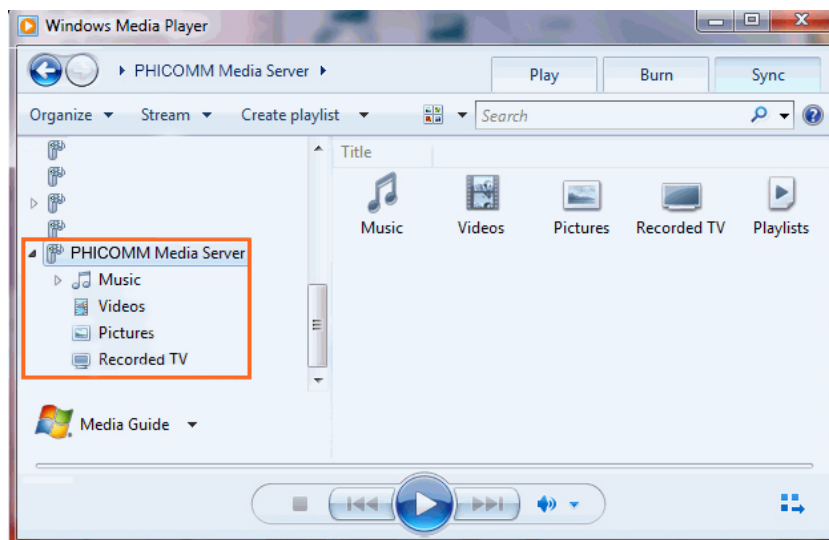 Windows Media Player
PHICOMM Media Server
Play Burn Sync
Organize Stream Create playlist Search
Title
Music Videos Pictures Recorded TV Playlists
PHICOMM Media Server
Music
Videos
Pictures
Recorded TV
Media Guide